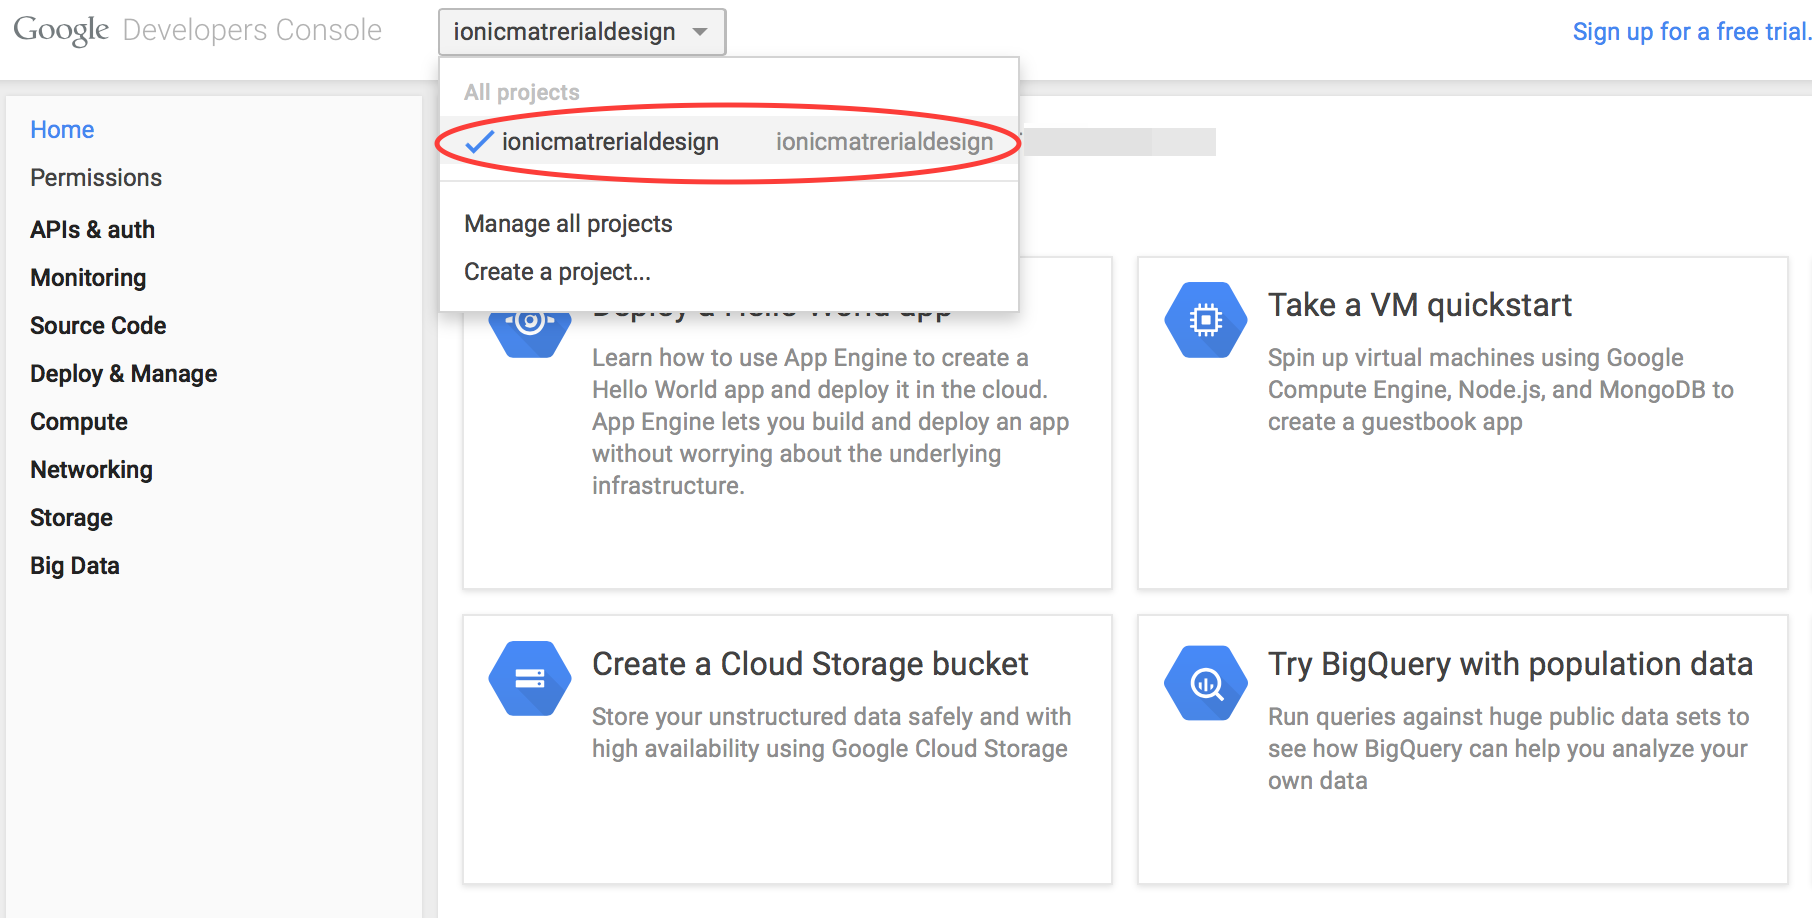 Google Developers Console
ionicmatrerialdesign
Sign up for a free trial.
All projects
ionicmatrerialdesign ionicmatrerialdesign
Manage all projects
Create a project...
Home
Permissions
APIs & auth
Monitoring
Source Code
Deploy & Manage
Compute
Networking
Storage
Big Data
Deploy a Hello World app
Learn how to use App Engine to create a
Hello World app and deploy it in the cloud.
App Engine lets you build and deploy an app
without worrying about the underlying
infrastructure.
Take a VM quickstart
Spin up virtual machines using Google
Compute Engine, Node.js, and MongoDB to
create a guestbook app
Create a Cloud Storage bucket
Store your unstructured data safely and with
high availability using Google Cloud Storage
Try BigQuery with population data
Run queries against huge public data sets to
see how BigQuery can help you analyze your
own data